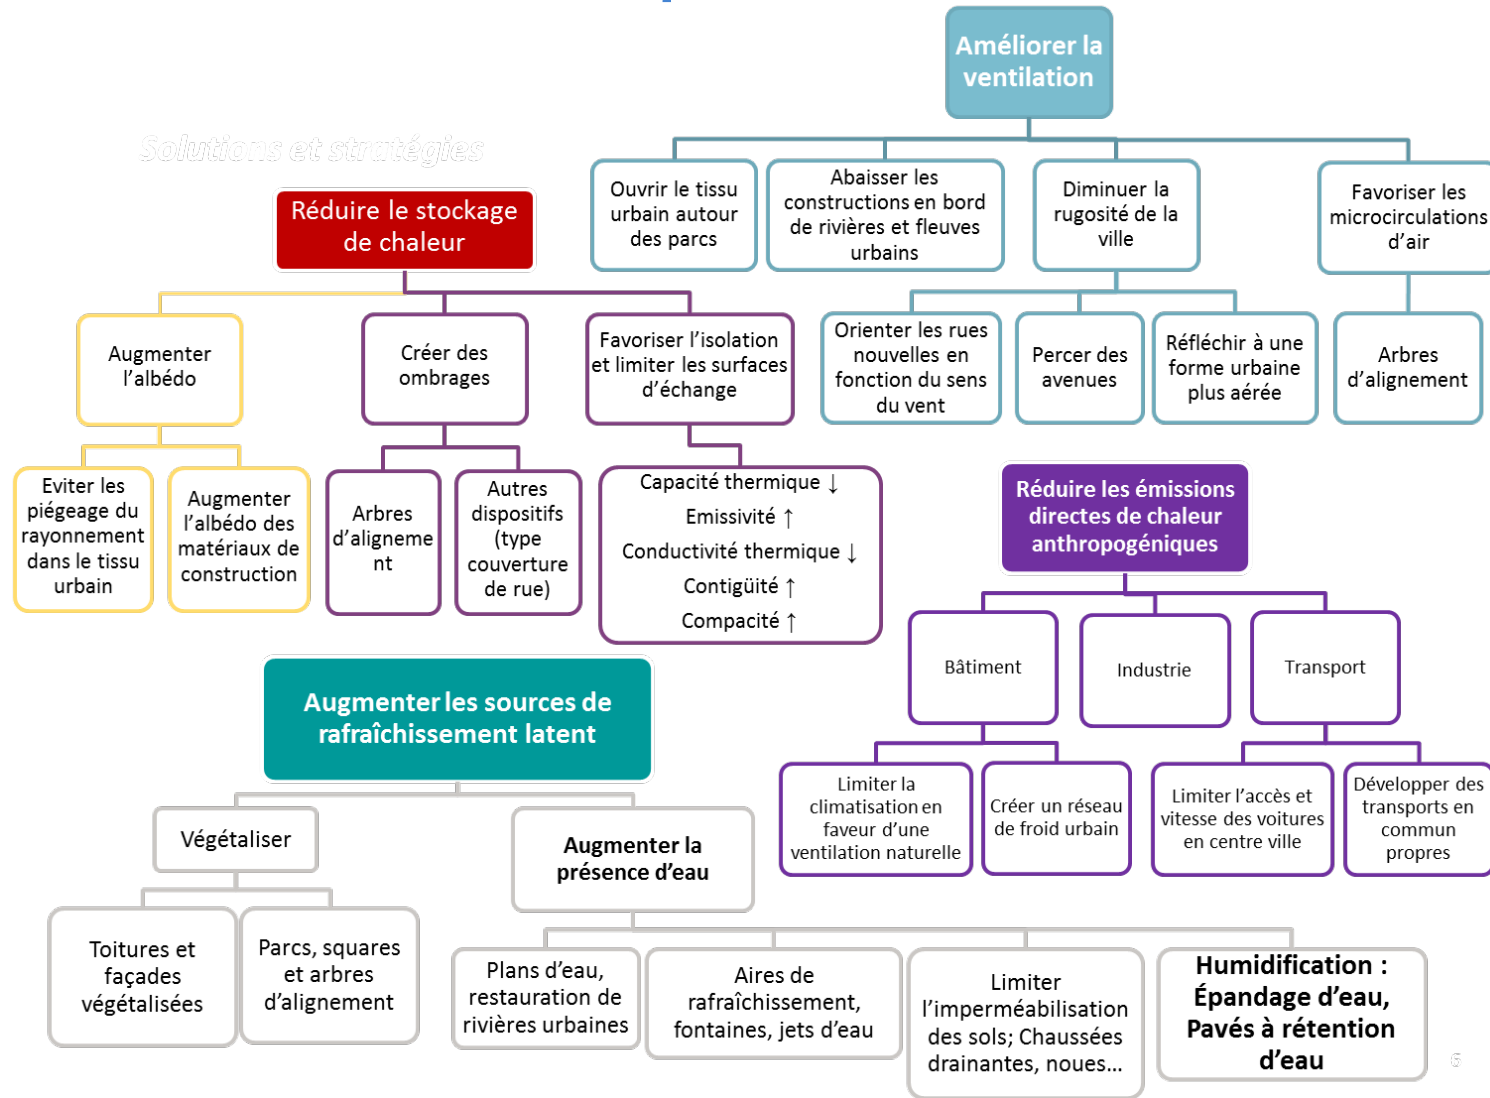 Améliorer la
ventilation
Solutions et stratégies
Ouvrir le tissu
urbain autour
des parcs
Abaisser les
constructions en bord
de rivières et fleuves
urbains
Diminuer la
rugosité de la
ville
Favoriser les
microcirculations
d'air
Orienter les rues
nouvelles en
fonction du sens
du vent
Percer des
avenues
Réfléchir à une
forme urbaine
plus aérée
Arbres
d'alignement
Réduire le stockage
de chaleur
Augmenter
l'albédo
Créer des
ombrages
Favoriser l'isolation
et limiter les surfaces
d'échange
Eviter les
piégeage du
rayonnement
dans le tissu
urbain
Augmenter
l'albédo des
matériaux de
construction
Arbres
d'aligneme
nt
Autres
dispositifs
(type
couverture
de rue)
Capacité thermique ↓
Emissivité ↑
Conductivité thermique ↓
Contigüité ↑
Compacité ↑
Réduire les émissions
directes de chaleur
anthropogéniques
Bâtiment
Industrie
Transport
Limiter la
climatisation en
faveur d'une
ventilation naturelle
Créer un réseau
de froid urbain
Limiter l'accès et
vitesse des voitures
en centre ville
Développer des
transports en
commun
propres
Augmenter les sources de
rafraîchissement latent
Végétaliser
Augmenter la
présence d'eau
Toitures et
façades
végétalisées
Parcs, squares
et arbres
d'alignement
Plans d'eau,
restauration de
rivières urbaines
Aires de
rafraîchissement,
fontaines, jets d'eau
Limiter
l'imperméabilisation
des sols; Chaussées
drainantes, noues…
Humidification :
Épandage d'eau,
Pavés à rétention
d'eau
6